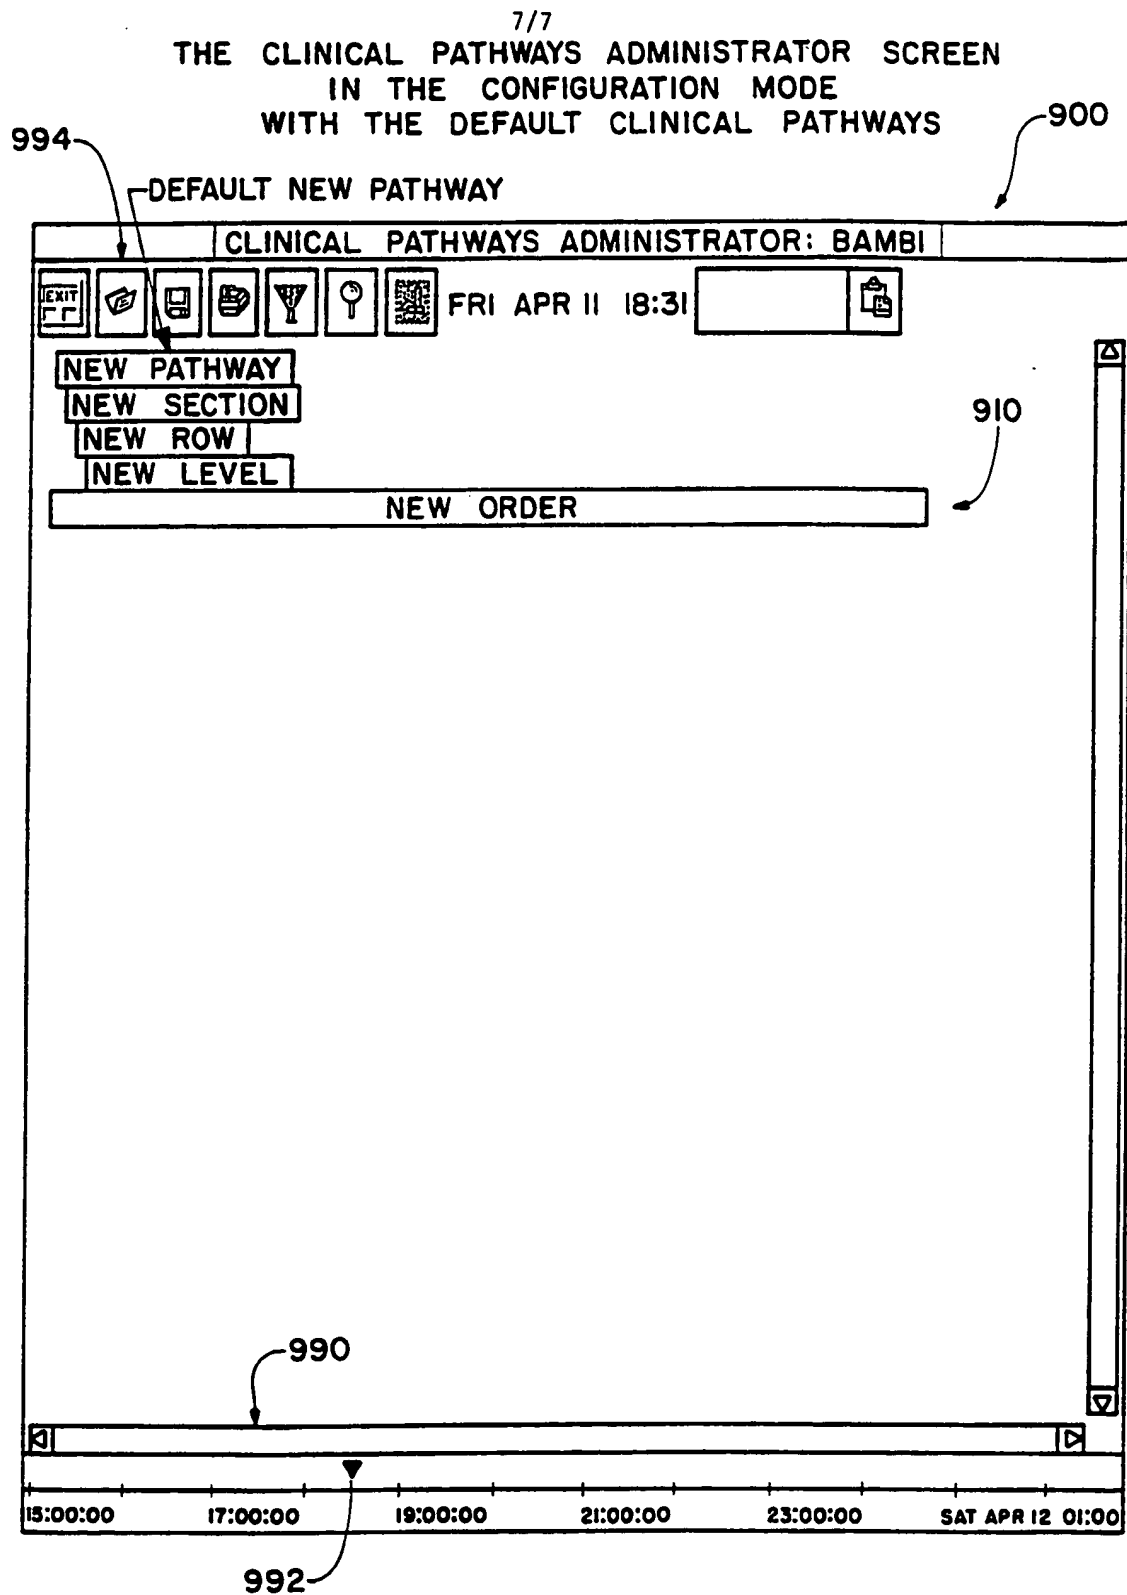 7/7
THE CLINICAL PATHWAYS ADMINISTRATOR SCREEN
IN THE CONFIGURATION MODE
WITH THE DEFAULT CLINICAL PATHWAYS
900
994
DEFAULT NEW PATHWAY
CLINICAL PATHWAYS ADMINISTRATOR: BAMBI
EXIT
FRI APR 11 18:31
NEW PATHWAY
NEW SECTION
910
NEW ROW
NEW LEVEL
NEW ORDER
990
15:00:00 17:00:00 19:00:00 21:00:00 23:00:00 SAT APR 12 01:00
992